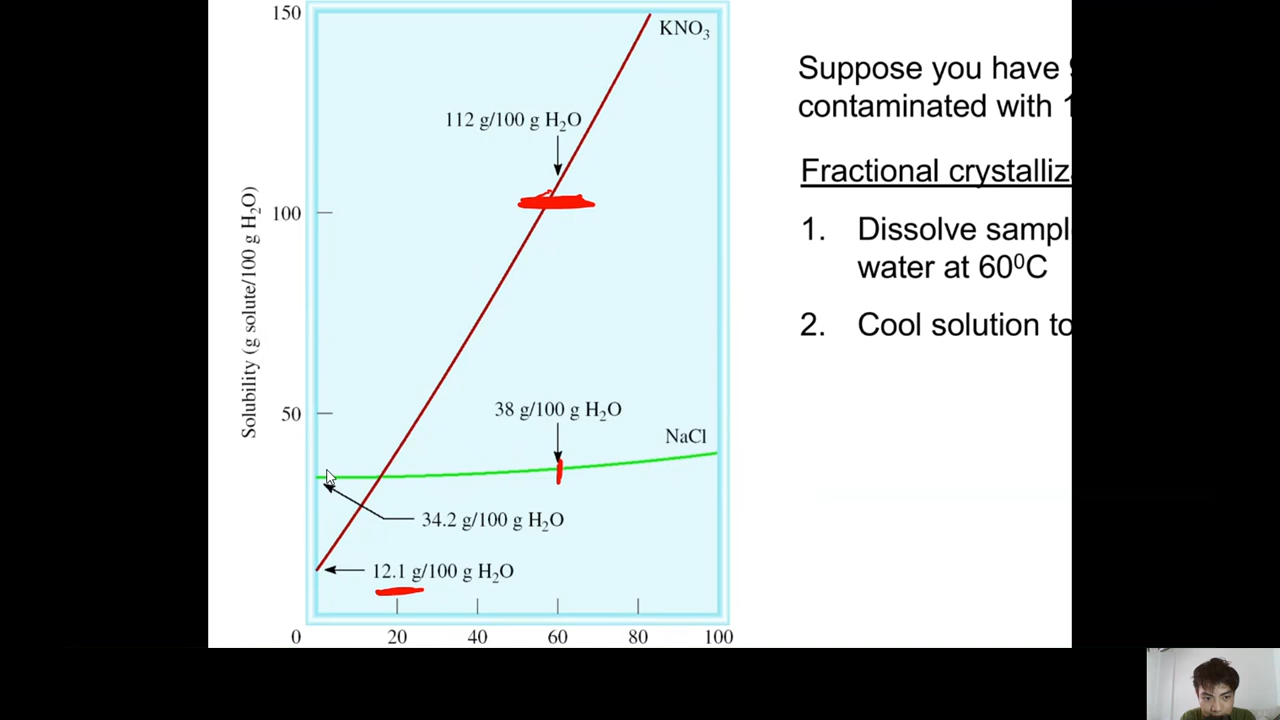 150
KNO₃
112 g/100 g H₂O
100
Solubility (g solute/100 g H₂O)
50
38 g/100 g H₂O
NaCl
34.2 g/100 g H₂O
12.1 g/100 g H₂O
0 20 40 60 80 100
Suppose you have
contaminated with 1
Fractional crystalliz
1. Dissolve sampl
water at 60⁰C
2. Cool solution to